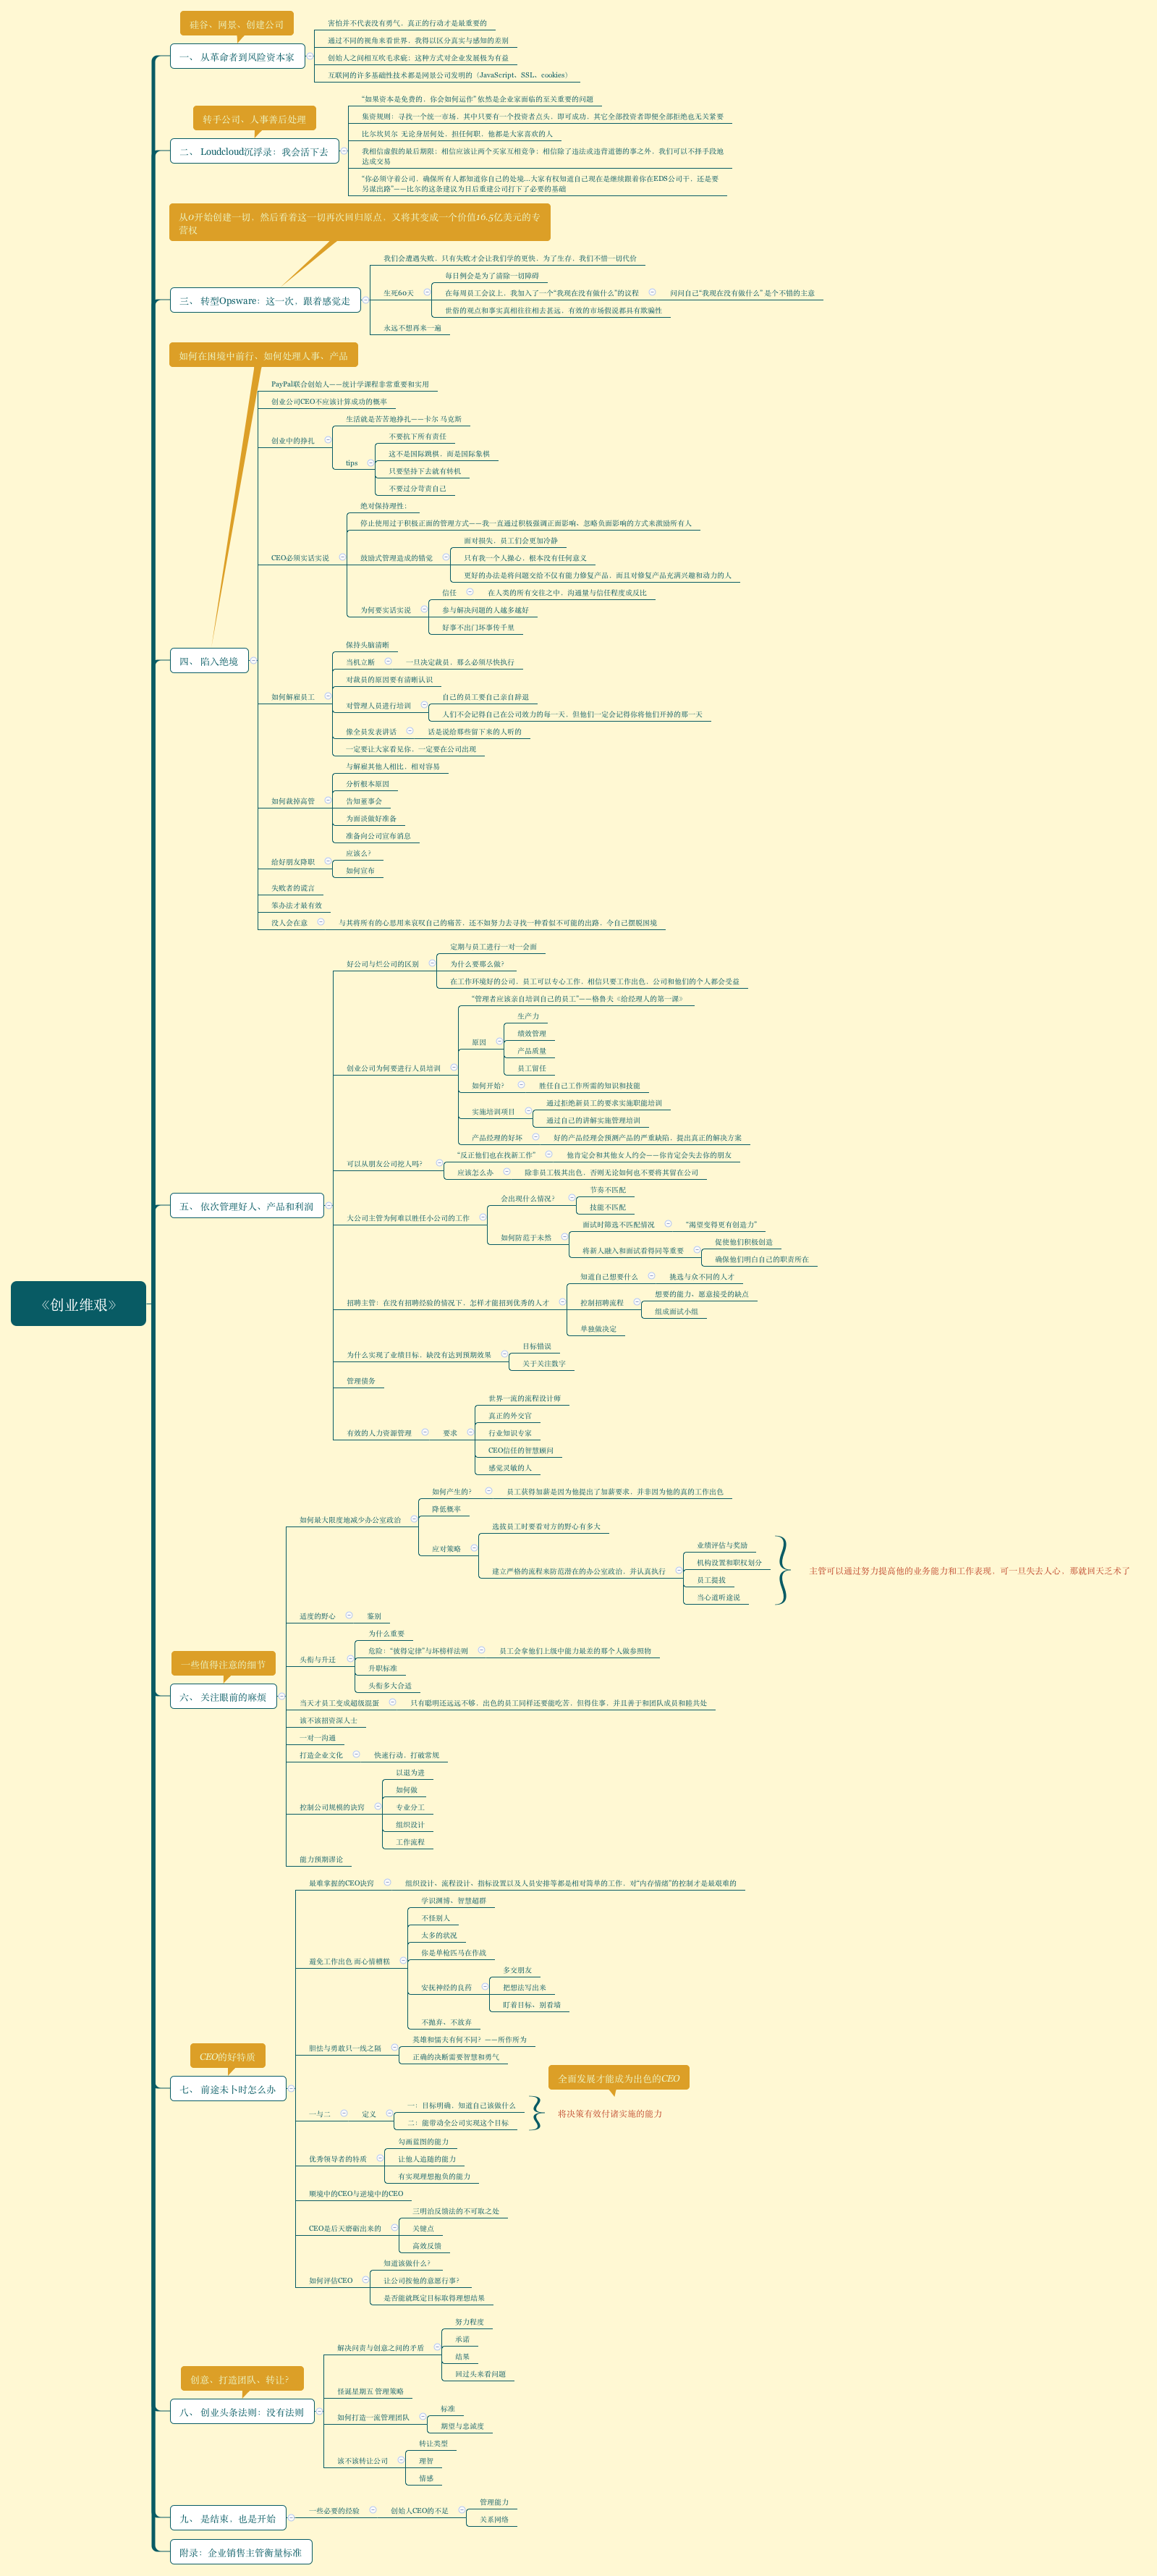 硅谷、网景、创建公司
一、 从革命者到风险资本家
害怕并不代表没有勇气，真正的行动才是最重要的
通过不同的视角来看世界，我得以区分真实与感知的差别
创始人之间相互吹毛求疵：这种方式对企业发展极为有益
互联网的许多基础性技术都是网景公司发明的（JavaScript、SSL、cookies）
转手公司、人事善后处理
二、 Loudcloud沉浮录：我会活下去
“如果资本是免费的，你会如何运作” 依然是企业家面临的至关重要的问题
集资规则：寻找一个统一市场，其中只要有一个投资者点头，即可成功，其它全部投资者即便全部拒绝也无关紧要
比尔坎贝尔 无论身居何处，担任何职，他都是大家喜欢的人
我相信虚假的最后期限；相信应该让两个买家互相竞争；相信除了违法或违背道德的事之外，我们可以不择手段地
达成交易
“你必须守着公司，确保所有人都知道你自己的处境...大家有权知道自己现在是继续跟着你在EDS公司干，还是要
另谋出路”——比尔的这条建议为日后重建公司打下了必要的基础
从0开始创建一切，然后看着这一切再次回归原点，又将其变成一个价值16.5亿美元的专
营权
三、 转型Opsware：这一次，跟着感觉走
我们会遭遇失败，只有失败才会让我们学的更快，为了生存，我们不惜一切代价
生死60天
每日例会是为了清除一切障碍
在每周员工会议上，我加入了一个“我现在没有做什么”的议程
问问自己“我现在没有做什么” 是个不错的主意
世俗的观点和事实真相往往相去甚远，有效的市场假说都具有欺骗性
永远不想再来一遍
如何在困境中前行、如何处理人事、产品
四、 陷入绝境
PayPal联合创始人——统计学课程非常重要和实用
创业公司CEO不应该计算成功的概率
创业中的挣扎
生活就是苦苦地挣扎——卡尔 马克斯
tips
不要抗下所有责任
这不是国际跳棋，而是国际象棋
只要坚持下去就有转机
不要过分苛责自己
CEO必须实话实说
绝对保持理性；
停止使用过于积极正面的管理方式——我一直通过积极强调正面影响，忽略负面影响的方式来激励所有人
鼓励式管理造成的错觉
面对损失，员工们会更加冷静
只有我一个人操心，根本没有任何意义
更好的办法是将问题交给不仅有能力修复产品，而且对修复产品充满兴趣和动力的人
为何要实话实说
信任
在人类的所有交往之中，沟通量与信任程度成反比
参与解决问题的人越多越好
好事不出门坏事传千里
如何解雇员工
保持头脑清晰
当机立断
一旦决定裁员，那么必须尽快执行
对裁员的原因要有清晰认识
对管理人员进行培训
自己的员工要自己亲自辞退
人们不会记得自己在公司效力的每一天，但他们一定会记得你将他们开掉的那一天
像全员发表讲话
话是说给那些留下来的人听的
一定要让大家看见你，一定要在公司出现
如何裁掉高管
与解雇其他人相比，相对容易
分析根本原因
告知董事会
为面谈做好准备
准备向公司宣布消息
给好朋友降职
应该么？
如何宣布
失败者的谎言
笨办法才最有效
没人会在意
与其将所有的心思用来哀叹自己的痛苦，还不如努力去寻找一种看似不可能的出路，令自己摆脱困境
五、 依次管理好人、产品和利润
好公司与烂公司的区别
定期与员工进行一对一会面
为什么要那么做？
在工作环境好的公司，员工可以专心工作，相信只要工作出色，公司和他们的个人都会受益
创业公司为何要进行人员培训
“管理者应该亲自培训自己的员工”——格鲁夫《给经理人的第一课》
原因
生产力
绩效管理
产品质量
员工留任
如何开始？
胜任自己工作所需的知识和技能
实施培训项目
通过拒绝新员工的要求实施职能培训
通过自己的讲解实施管理培训
产品经理的好坏
好的产品经理会预测产品的严重缺陷，提出真正的解决方案
可以从朋友公司挖人吗？
“反正他们也在找新工作”
他肯定会和其他女人约会——你肯定会失去你的朋友
应该怎么办
除非员工极其出色，否则无论如何也不要将其留在公司
大公司主管为何难以胜任小公司的工作
会出现什么情况？
节奏不匹配
技能不匹配
如何防范于未然
面试时筛选不匹配情况
“渴望变得更有创造力”
将新人融入和面试看得同等重要
促使他们积极创造
确保他们明白自己的职责所在
招聘主管：在没有招聘经验的情况下，怎样才能招到优秀的人才
知道自己想要什么
挑选与众不同的人才
控制招聘流程
想要的能力，愿意接受的缺点
组成面试小组
单独做决定
为什么实现了业绩目标，缺没有达到预期效果
目标错误
关于关注数字
管理债务
有效的人力资源管理
要求
世界一流的流程设计师
真正的外交官
行业知识专家
CEO信任的智慧顾问
感觉灵敏的人
一些值得注意的细节
六、 关注眼前的麻烦
如何最大限度地减少办公室政治
如何产生的？
员工获得加薪是因为他提出了加薪要求，并非因为他的真的工作出色
降低概率
应对策略
选拔员工时要看对方的野心有多大
建立严格的流程来防范潜在的办公室政治，并认真执行
业绩评估与奖励
机构设置和职权划分
员工提拔
当心道听途说
主管可以通过努力提高他的业务能力和工作表现，可一旦失去人心，那就回天乏术了
适度的野心
鉴别
头衔与升迁
为什么重要
危险：“彼得定律”与坏榜样法则
员工会拿他们上级中能力最差的那个人做参照物
升职标准
头衔多大合适
当天才员工变成超级混蛋
只有聪明还远远不够，出色的员工同样还要能吃苦，但得住事，并且善于和团队成员和睦共处
该不该招资深人士
一对一沟通
打造企业文化
快速行动，打破常规
控制公司规模的诀窍
以退为进
如何做
专业分工
组织设计
工作流程
能力预期谬论
CEO的好特质
七、 前途未卜时怎么办
最难掌握的CEO诀窍
组织设计、流程设计、指标设置以及人员安排等都是相对简单的工作，对“内存情绪”的控制才是最艰难的
避免工作出色 而心情糟糕
学识渊博、智慧超群
不怪别人
太多的状况
你是单枪匹马在作战
安抚神经的良药
多交朋友
把想法写出来
盯着目标，别看墙
不抛弃、不放弃
胆怯与勇敢只一线之隔
英雄和懦夫有何不同？——所作所为
正确的决断需要智慧和勇气
一与二
定义
一：目标明确，知道自己该做什么
二：能带动全公司实现这个目标
全面发展才能成为出色的CEO
将决策有效付诸实施的能力
优秀领导者的特质
勾画蓝图的能力
让他人追随的能力
有实现理想抱负的能力
顺境中的CEO与逆境中的CEO
CEO是后天磨砺出来的
三明治反馈法的不可取之处
关键点
高效反馈
如何评估CEO
知道该做什么？
让公司按他的意愿行事？
是否能就既定目标取得理想结果
创意、打造团队、转让？
八、 创业头条法则：没有法则
解决问责与创意之间的矛盾
努力程度
承诺
结果
回过头来看问题
怪诞星期五 管理策略
如何打造一流管理团队
标准
期望与忠诚度
该不该转让公司
转让类型
理智
情感
九、 是结束，也是开始
一些必要的经验
创始人CEO的不足
管理能力
关系网络
附录：企业销售主管衡量标准
《创业维艰》